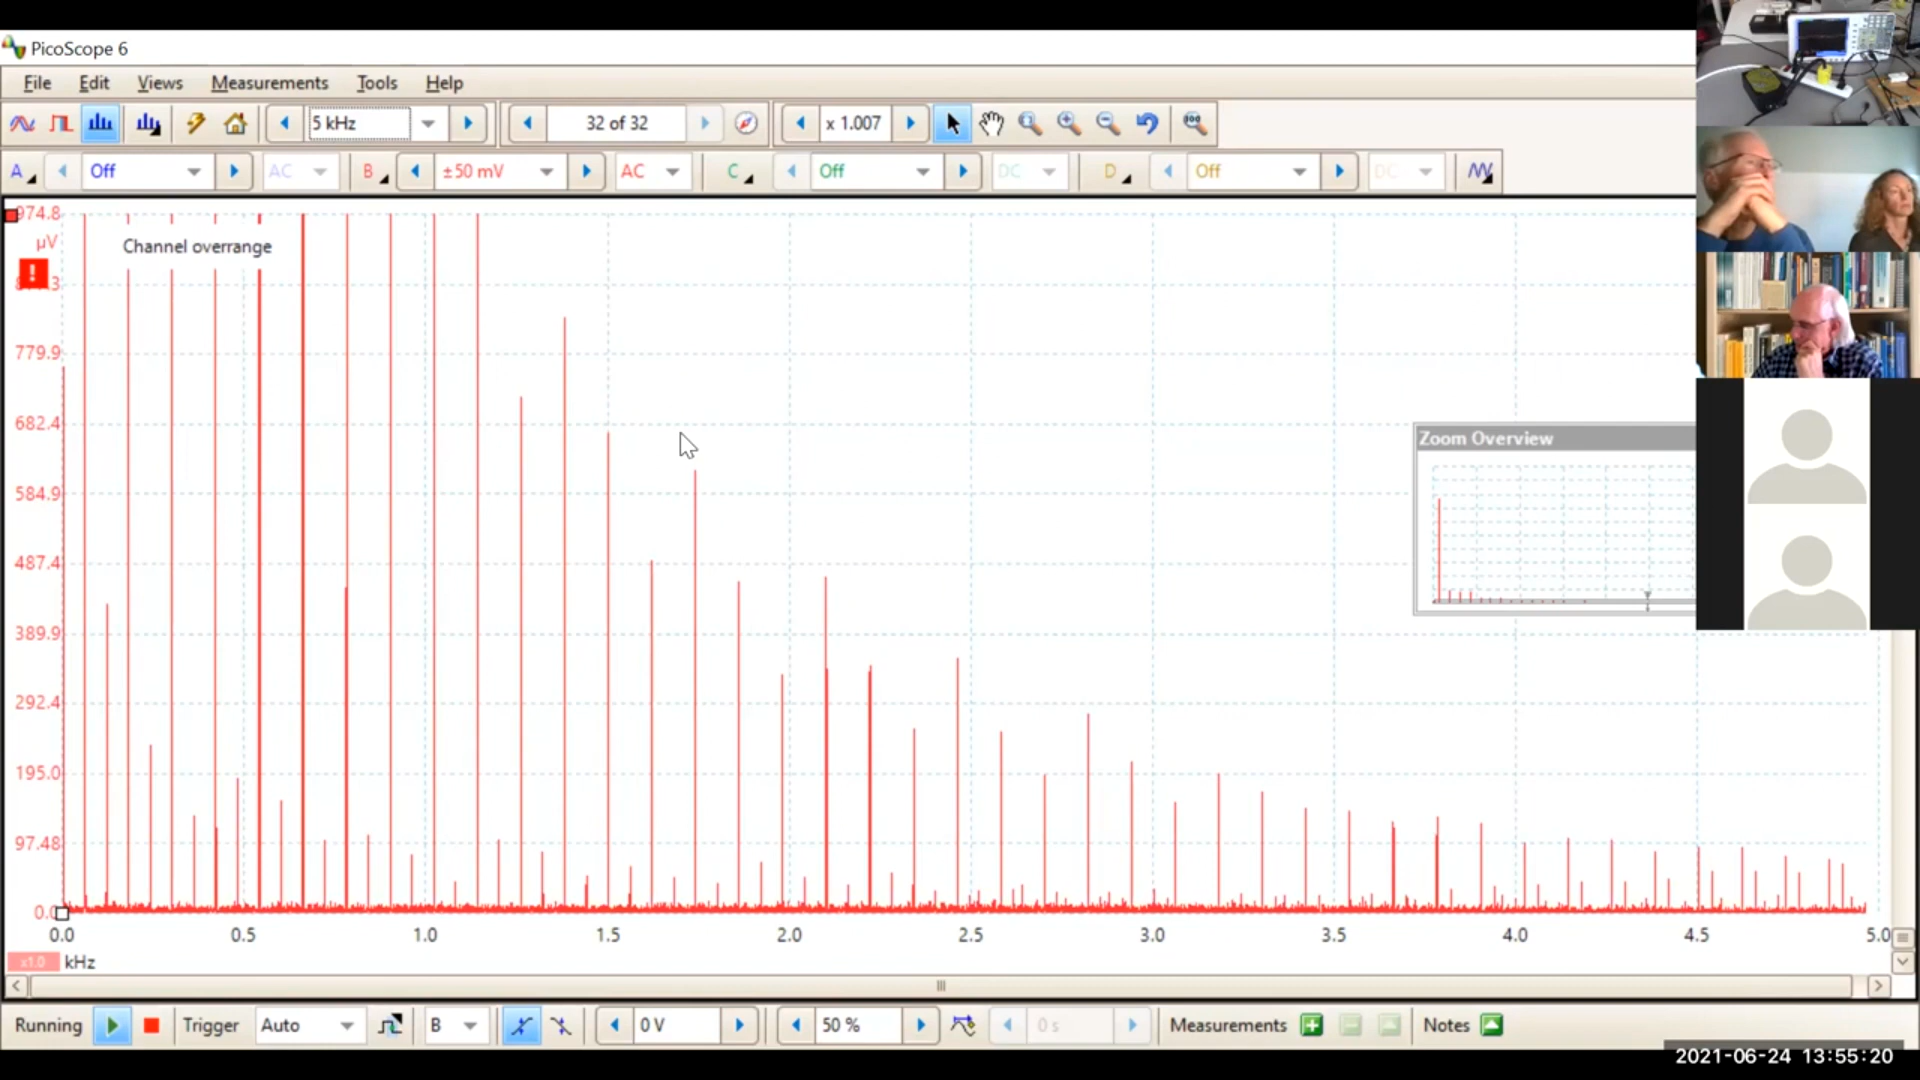 PicoScope 6
File Edit Views Measurements Tools Help
5 kHz 32 of 32 x 1.007
A Off AC B ±50 mV AC C Off DC D Off DC
974.8
µV
Channel overrange
!
779.9
682.4
584.9
487.4
389.9
292.4
195.0
97.48
0.0
Zoom Overview
0.0 0.5 1.0 1.5 2.0 2.5 3.0 3.5 4.0 4.5 5.0
x1.0 kHz
Running Trigger Auto B 0 V 50 % 0 s Measurements Notes
2021-06-24 13:55:20